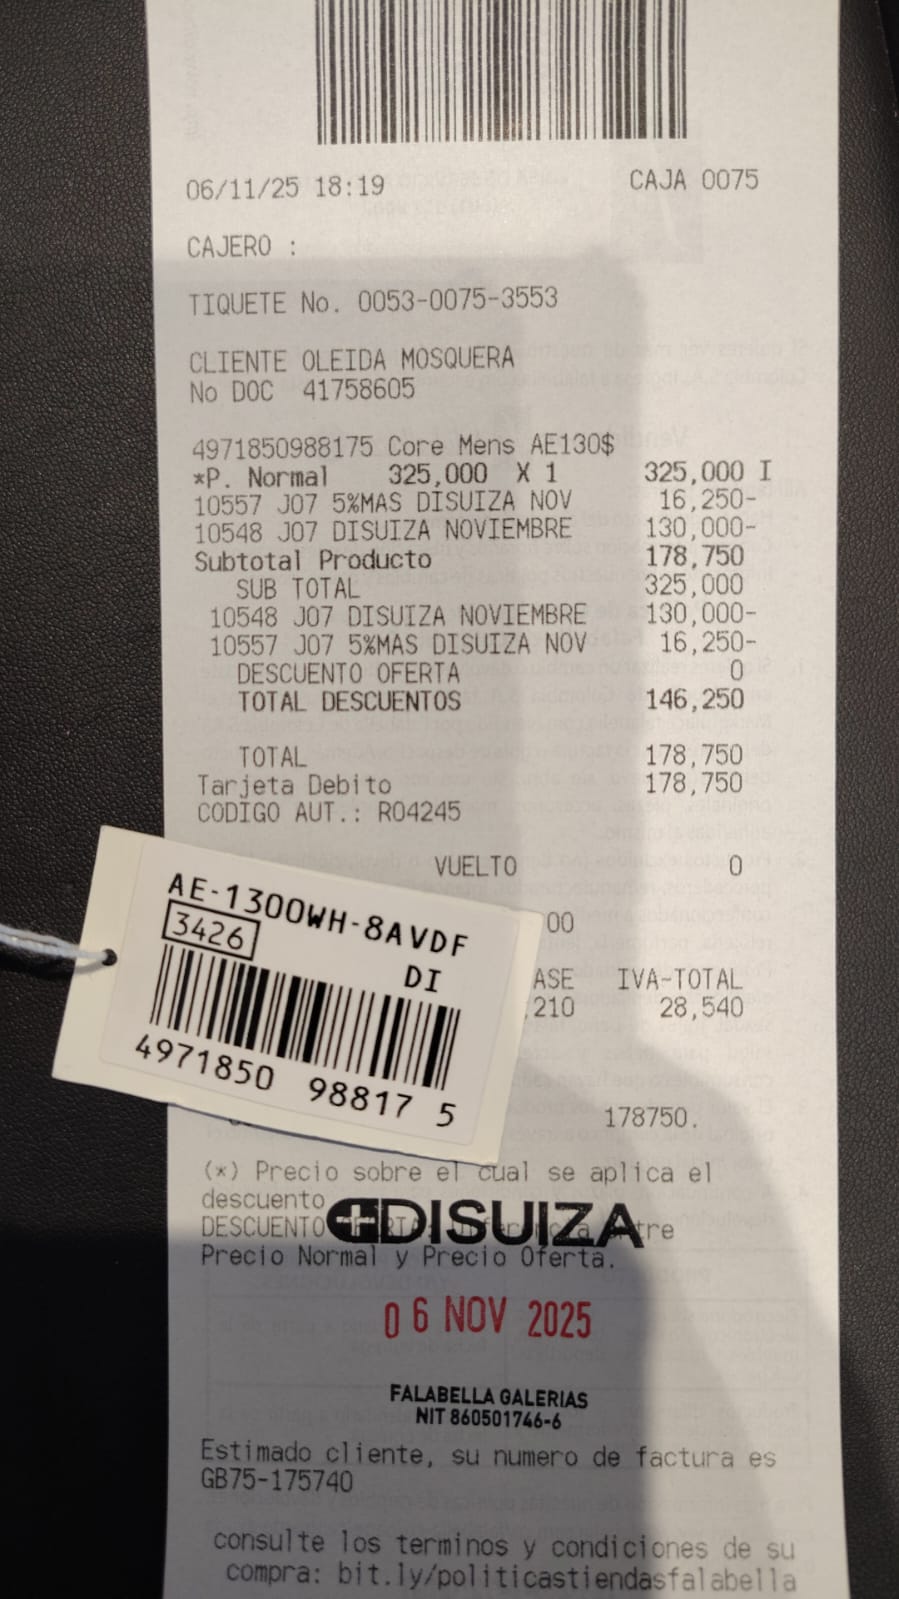 06/11/25 18:19 CAJA 0075
CAJERO :
TIQUETE No. 0053-0075-3553
CLIENTE OLEIDA MOSQUERA
No DOC 41758605
4971850988175 Core Mens AE130$
*P. Normal 325,000 X 1 325,000 I
10557 J07 5%MAS DISUIZA NOV 16,250-
10548 J07 DISUIZA NOVIEMBRE 130,000-
Subtotal Producto 178,750
SUB TOTAL 325,000
10548 J07 DISUIZA NOVIEMBRE 130,000-
10557 J07 5%MAS DISUIZA NOV 16,250-
DESCUENTO OFERTA 0
TOTAL DESCUENTOS 146,250
TOTAL 178,750
Tarjeta Debito 178,750
CODIGO AUT.: R04245
VUELTO 0
00
ASE IVA-TOTAL
.210 28,540
178750.
AE-1300WH-8AVDF
3426
DI
4971850 98817 5
(*) Precio sobre el cual se aplica el
descuento
DISUIZA
DESCUENTO OFERTA: Diferencia entre
Precio Normal y Precio Oferta.
06 NOV 2025
FALABELLA GALERIAS
NIT 860501746-6
Estimado cliente, su numero de factura es
GB75-175740
consulte los terminos y condiciones de su
compra: bit.ly/politicastiendasfalabella